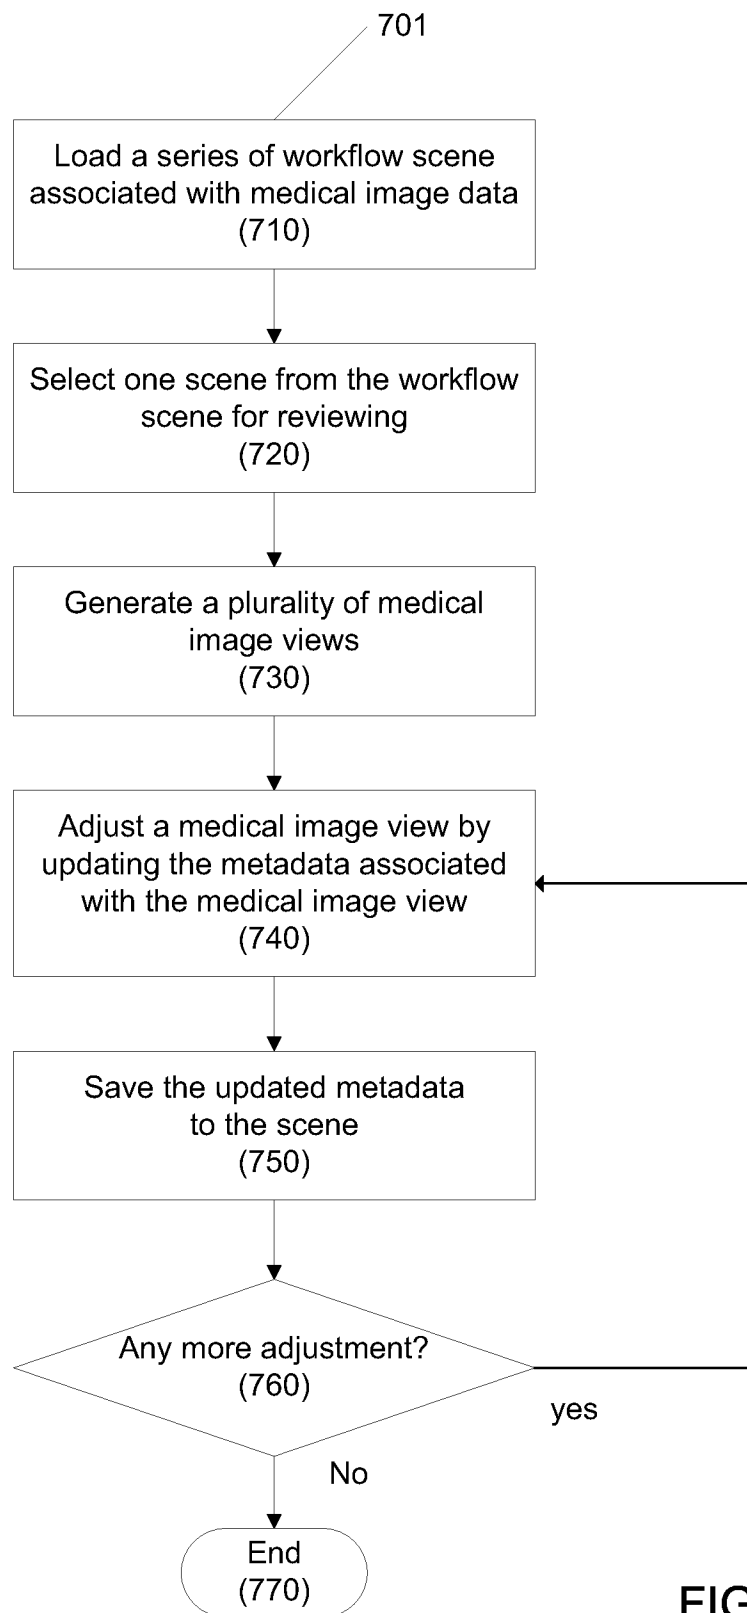 701
Load a series of workflow scene
associated with medical image data
(710)
Select one scene from the workflow
scene for reviewing
(720)
Generate a plurality of medical
image views
(730)
Adjust a medical image view by
updating the metadata associated
with the medical image view
(740)
Save the updated metadata
to the scene
(750)
Any more adjustment?
(760)
yes
No
End
(770)
FIG